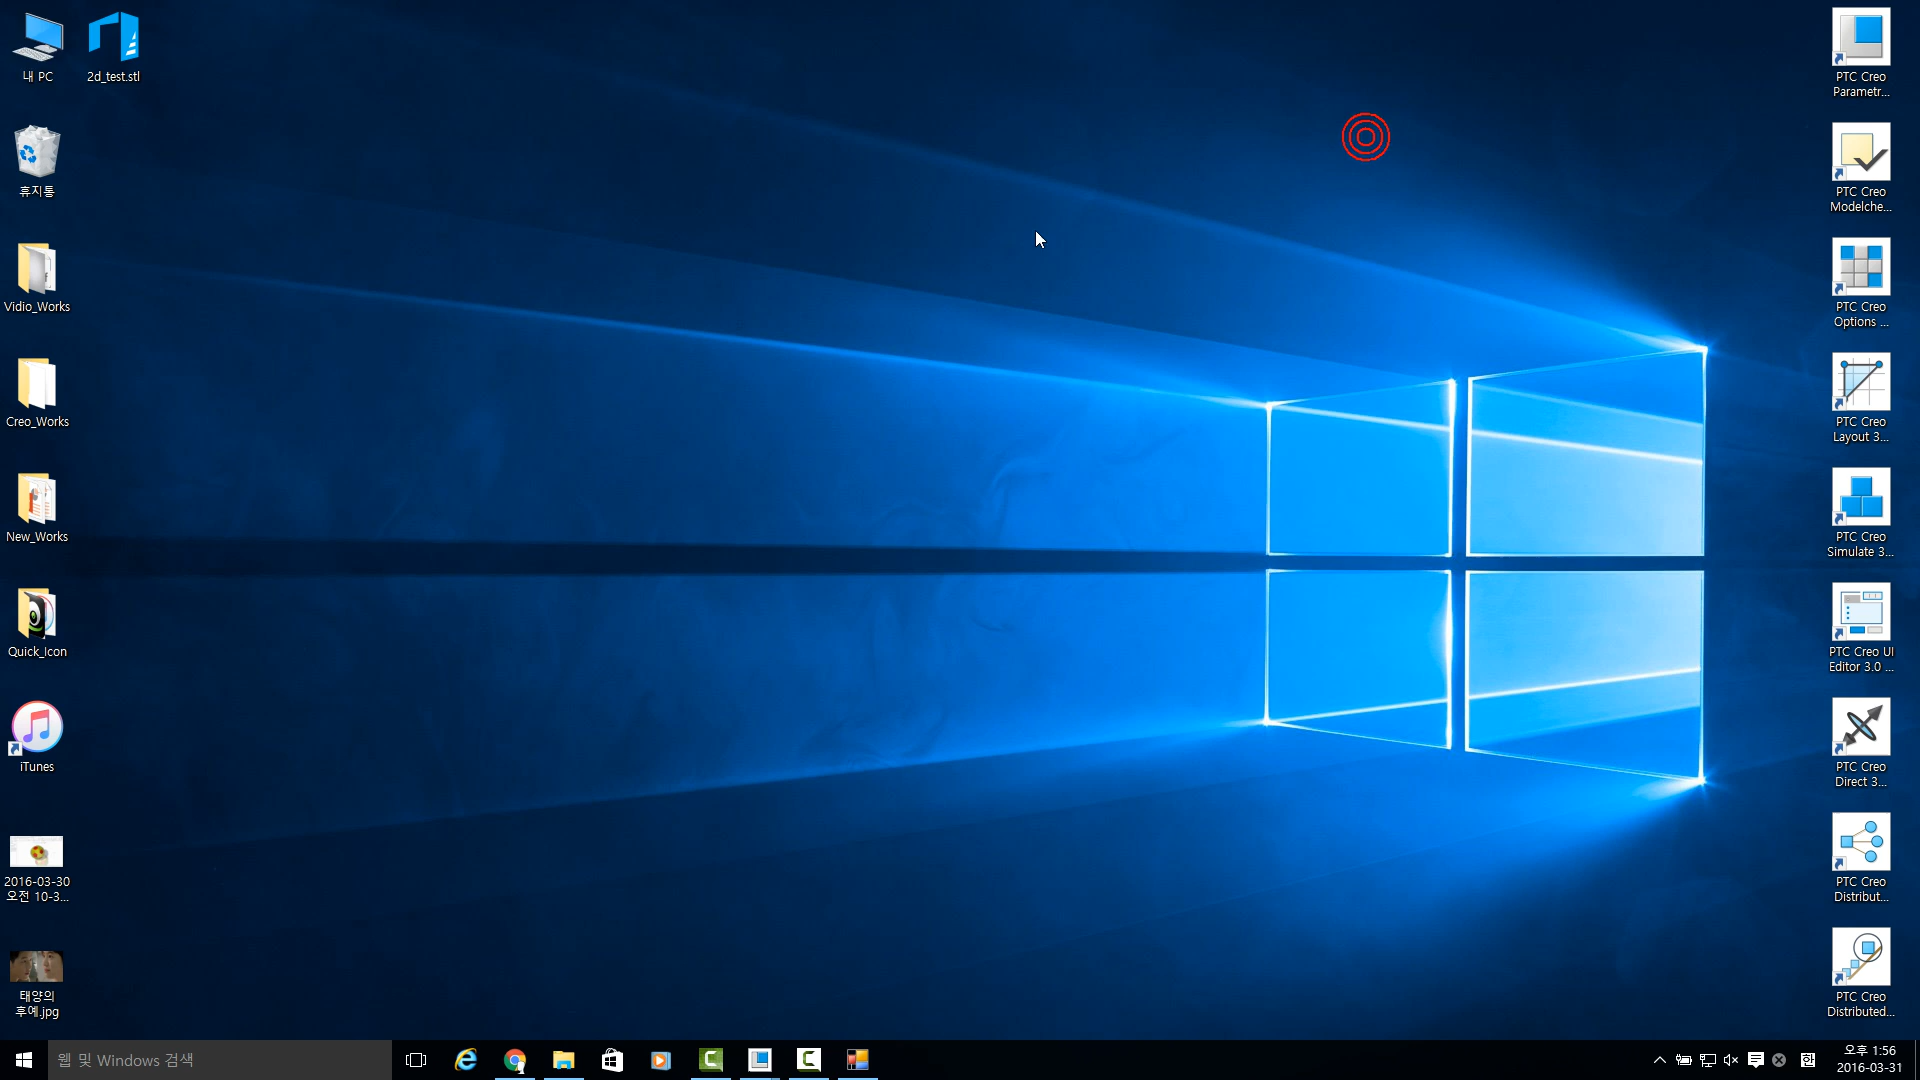 내 PC
2d_test.stl
휴지통
Vidio_Works
Creo_Works
New_Works
Quick_Icon
iTunes
2016-03-30
오전 10-3...
태양의
후예.jpg
PTC Creo
Parametr...
PTC Creo
Modelche...
PTC Creo
Options ...
PTC Creo
Layout 3...
PTC Creo
Simulate 3...
PTC Creo UI
Editor 3.0 ...
PTC Creo
Direct 3...
PTC Creo
Distribut...
PTC Creo
Distributed...
웹 및 Windows 검색
한
오후 1:56
2016-03-31